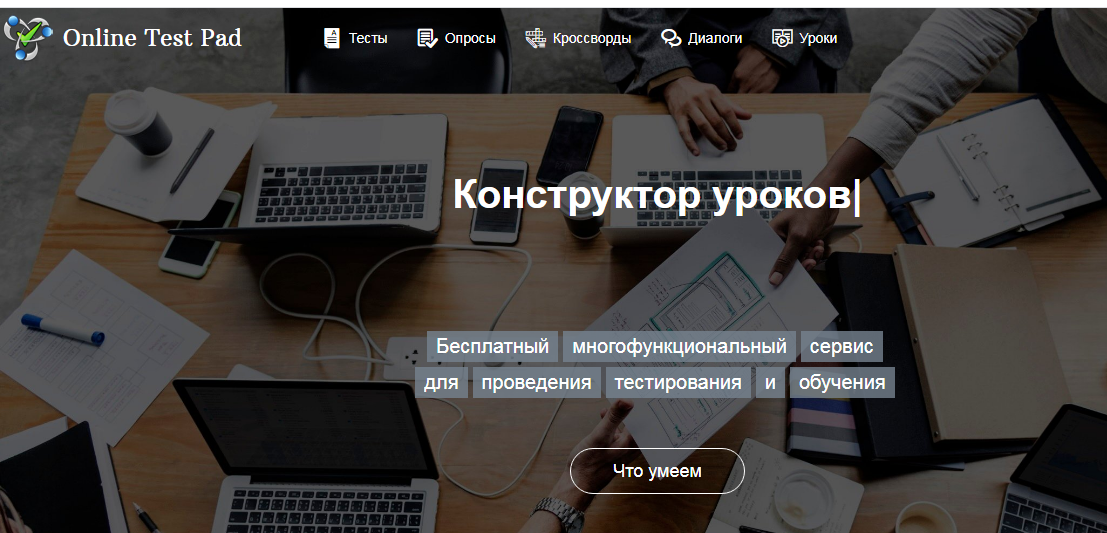 Online Test Pad
Тесты
Опросы
Кроссворды
Диалоги
Уроки
Конструктор уроков|
Бесплатный многофункциональный сервис
для проведения тестирования и обучения
Что умеем